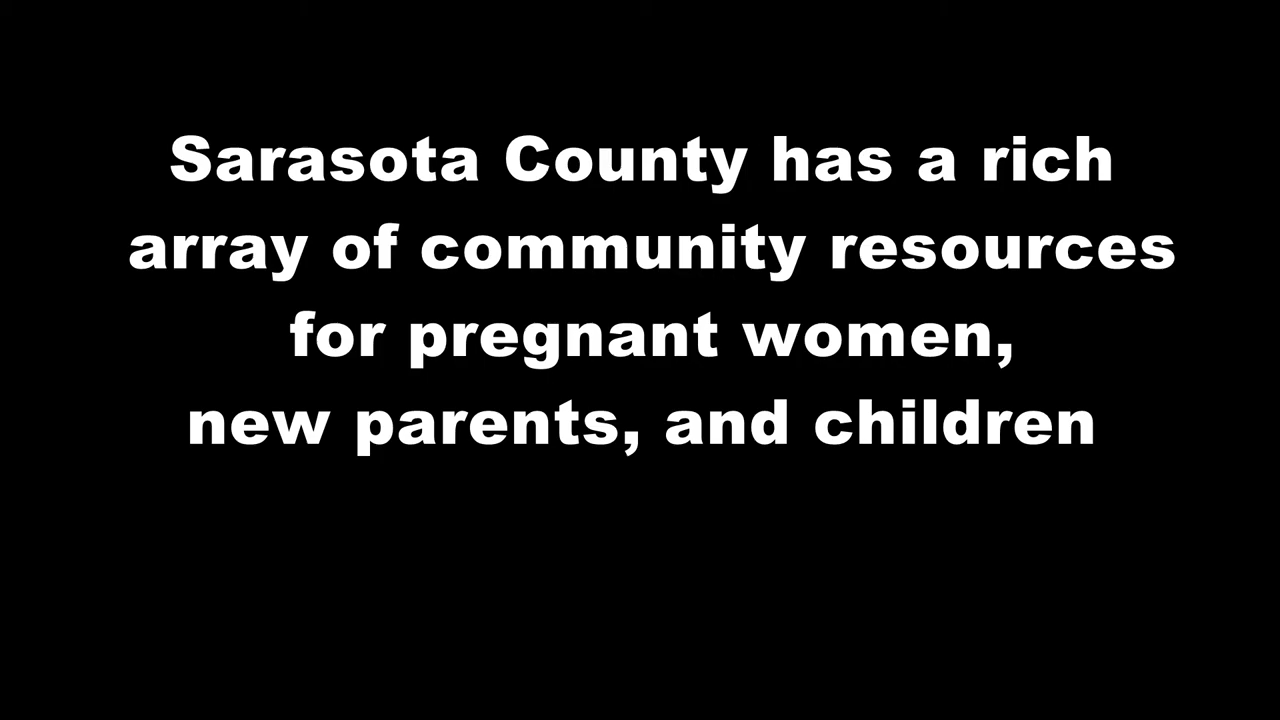 Sarasota County has a rich
array of community resources
for pregnant women,
new parents, and children